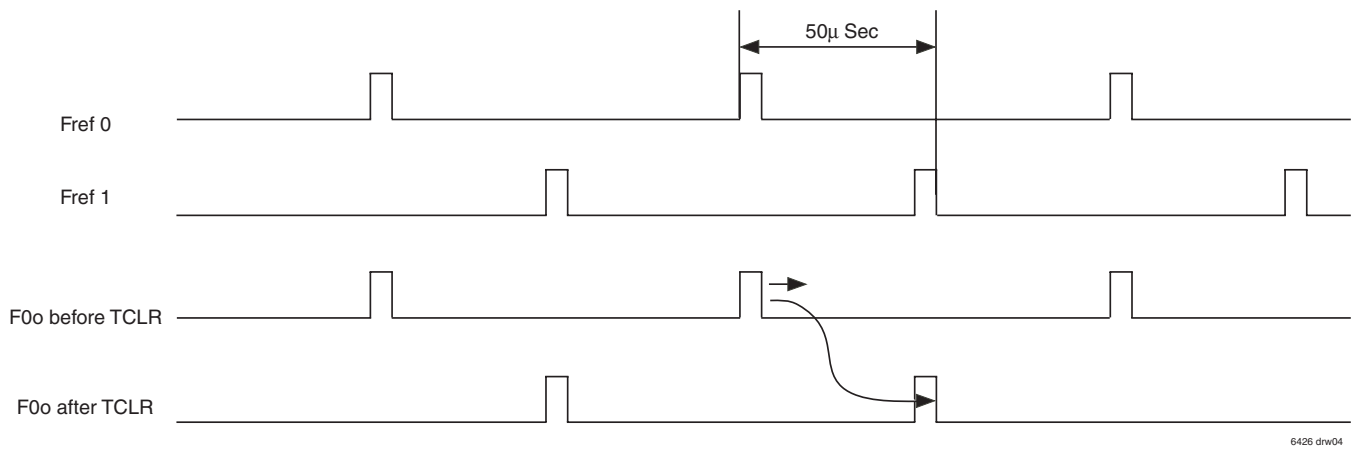 50μ Sec
Fref 0
Fref 1
F0o before TCLR
F0o after TCLR
6426 drw04